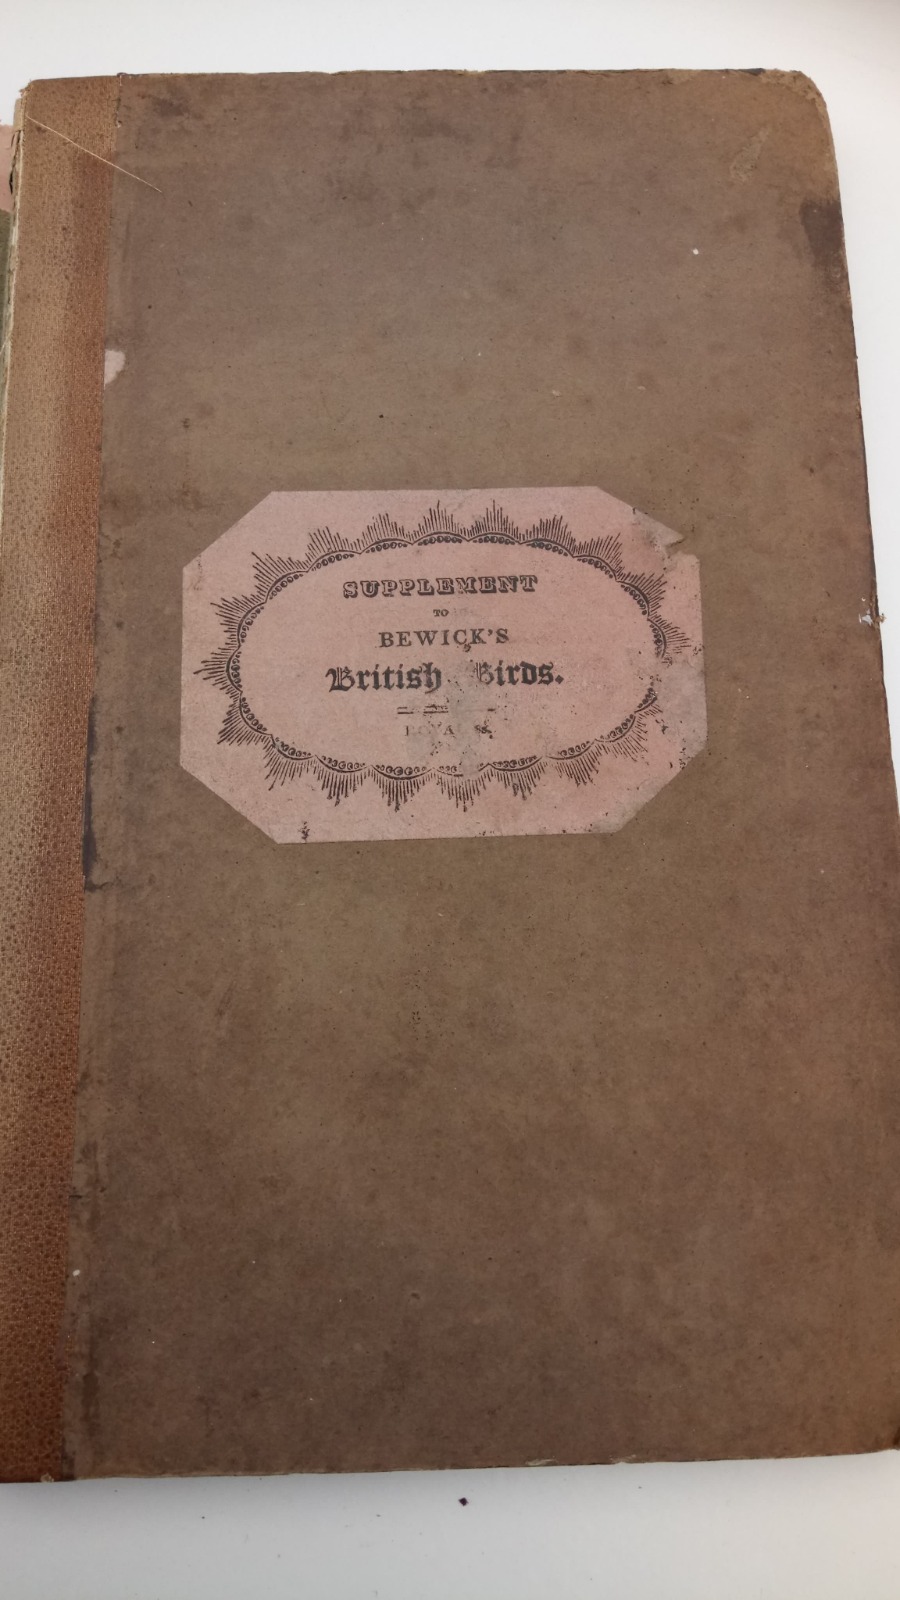 SUPPLEMENT
TO
BEWICK'S
British Birds.